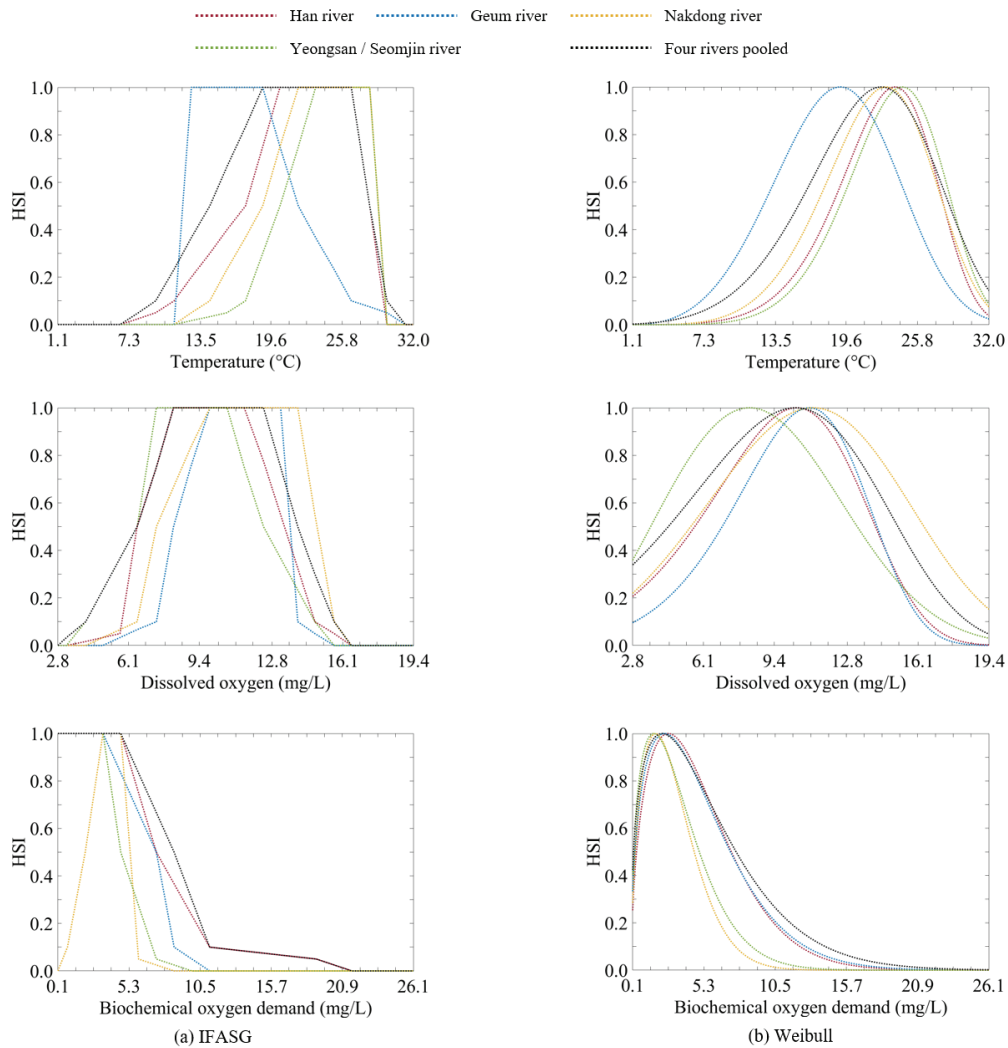 Han river Geum river Nakdong river
Yeongsan / Seomjin river Four rivers pooled
HSI
1.0
0.8
0.6
0.4
0.2
0.0
1.1 7.3 13.5 19.6 25.8 32.0
Temperature (°C)
HSI
1.0
0.8
0.6
0.4
0.2
0.0
1.1 7.3 13.5 19.6 25.8 32.0
Temperature (°C)
HSI
1.0
0.8
0.6
0.4
0.2
0.0
2.8 6.1 9.4 12.8 16.1 19.4
Dissolved oxygen (mg/L)
HSI
1.0
0.8
0.6
0.4
0.2
0.0
2.8 6.1 9.4 12.8 16.1 19.4
Dissolved oxygen (mg/L)
HSI
1.0
0.8
0.6
0.4
0.2
0.0
0.1 5.3 10.5 15.7 20.9 26.1
Biochemical oxygen demand (mg/L)
HSI
1.0
0.8
0.6
0.4
0.2
0.0
0.1 5.3 10.5 15.7 20.9 26.1
Biochemical oxygen demand (mg/L)
(a) IFASG
(b) Weibull